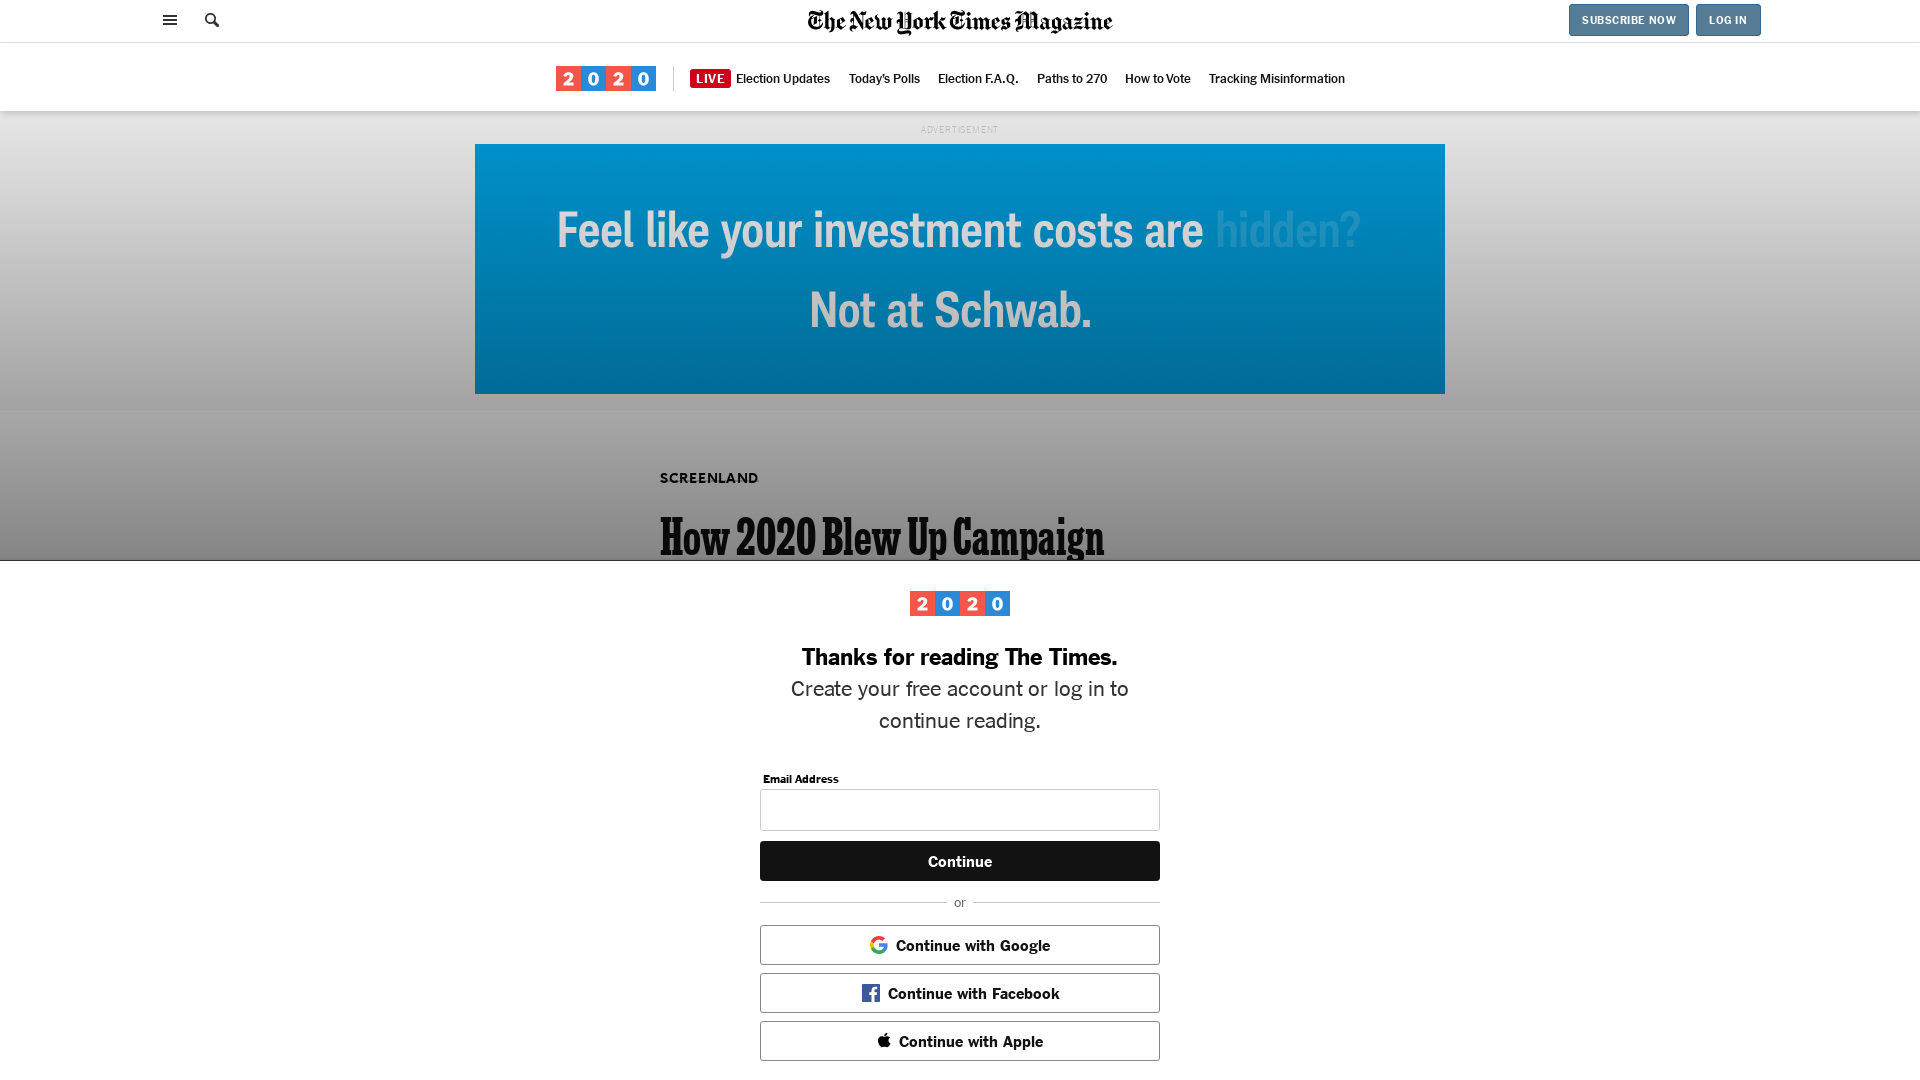 The New York Times Magazine
SUBSCRIBE NOW
LOG IN
2020
LIVE Election Updates
Today's Polls
Election F.A.Q.
Paths to 270
How to Vote
Tracking Misinformation
ADVERTISEMENT
Feel like your investment costs are hidden?
Not at Schwab.
SCREENLAND
How 2020 Blew Up Campaign
2020
Thanks for reading The Times.
Create your free account or log in to
continue reading.
Email Address
Continue
or
Continue with Google
Continue with Facebook
Continue with Apple